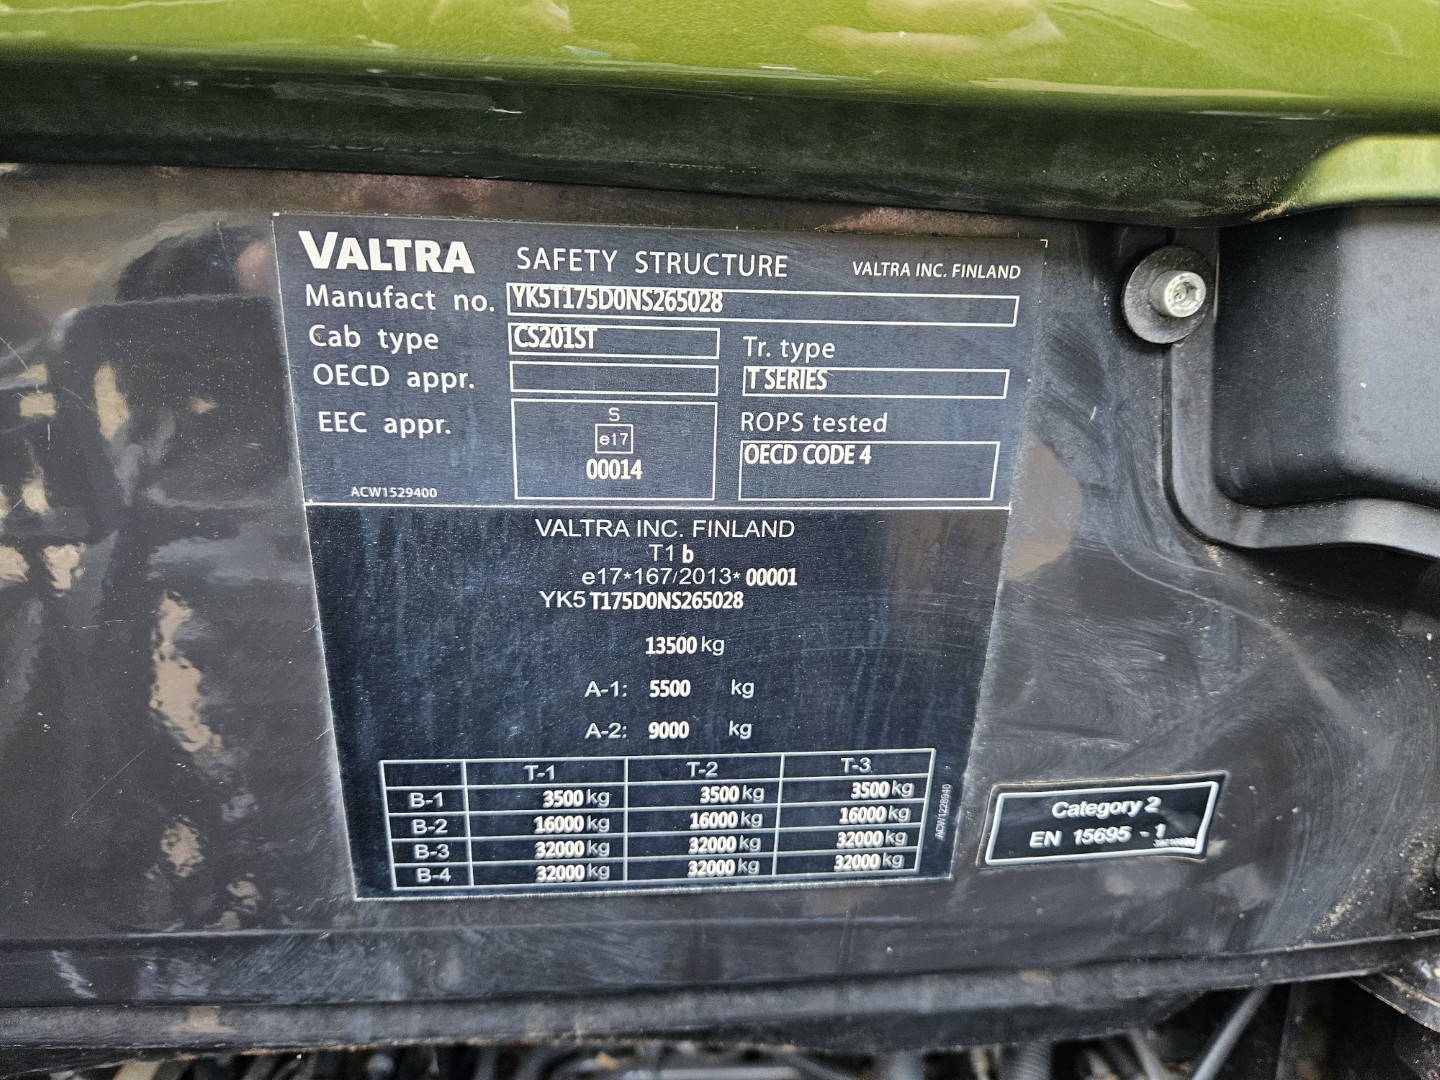 VALTRA SAFETY STRUCTURE VALTRA INC. FINLAND
Manufact no. YK5T175D0NS265028
Cab type CS201ST Tr. type
OECD appr. T SERIES
EEC appr. S ROPS tested
e17
00014 OECD CODE 4
ACW1529400
VALTRA INC. FINLAND
T1 b
e17*167/2013*00001
YK5 T175D0NS265028
13500 kg
A-1: 5500 kg
A-2: 9000 kg
T-1 T-2 T-3
B-1 3500 kg 3500 kg 3500 kg
B-2 16000 kg 16000 kg 16000 kg
B-3 32000 kg 32000 kg 32000 kg
B-4 32000 kg 32000 kg 32000 kg
ACW1228940
Category 2
EN 15695 - 1